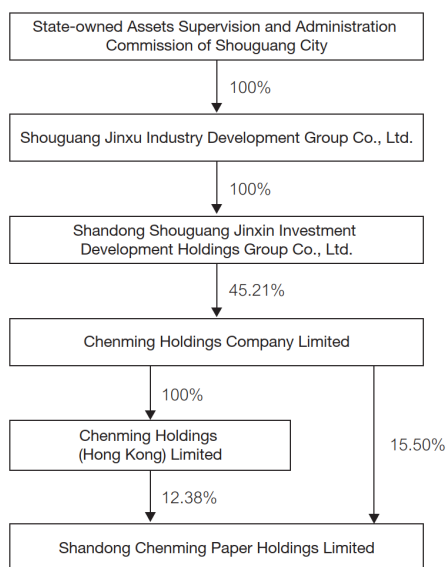 State-owned Assets Supervision and Administration
Commission of Shouguang City
100%
Shouguang Jinxu Industry Development Group Co., Ltd.
100%
Shandong Shouguang Jinxin Investment
Development Holdings Group Co., Ltd.
45.21%
Chenming Holdings Company Limited
100%
Chenming Holdings
(Hong Kong) Limited
15.50%
12.38%
Shandong Chenming Paper Holdings Limited